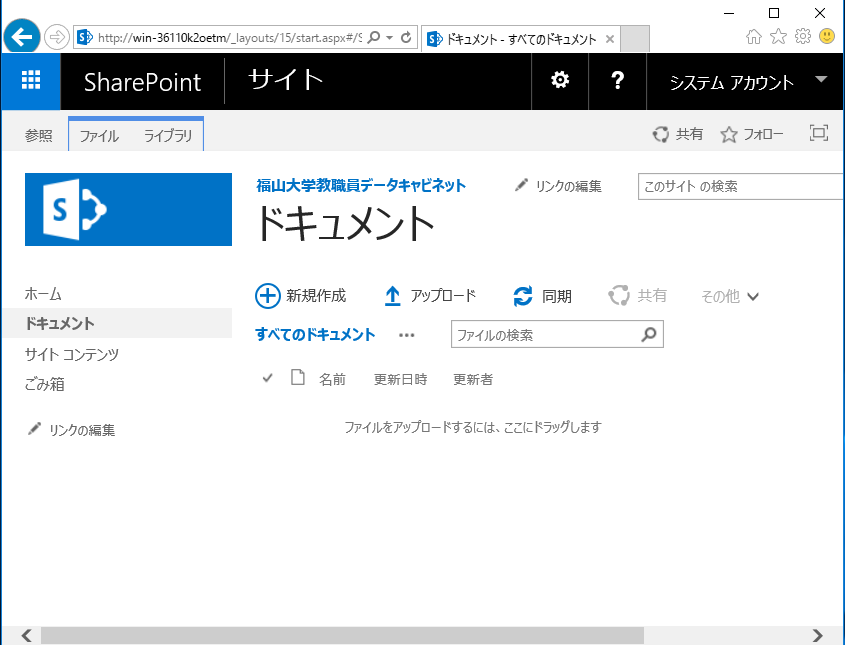 http://win-36110k2oetm/_layouts/15/start.aspx#/S
ドキュメント - すべてのドキュメント
SharePoint
サイト
?
システム アカウント
参照
ファイル
ライブラリ
共有
フォロー
S
福山大学教職員データキャビネット
リンクの編集
このサイト の検索
ドキュメント
ホーム
ドキュメント
サイト コンテンツ
ごみ箱
リンクの編集
新規作成
アップロード
同期
共有
その他
すべてのドキュメント
...
ファイルの検索
名前
更新日時
更新者
ファイルをアップロードするには、ここにドラッグします